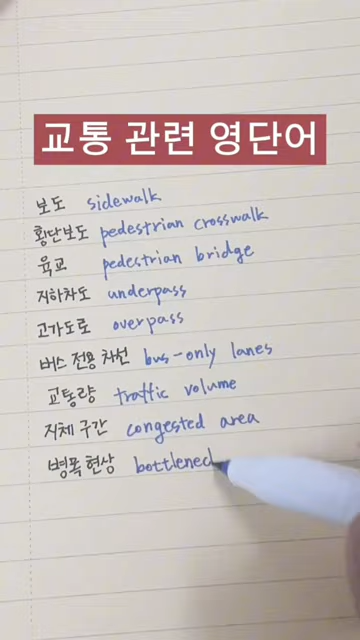 교통 관련 영단어
보도 sidewalk
횡단보도 pedestrian crosswalk
육교 pedestrian bridge
지하차도 underpass
고가도로 overpass
버스 전용 차선 bus-only lanes
교통량 traffic volume
지체 구간 congested area
병목 현상 bottlenec